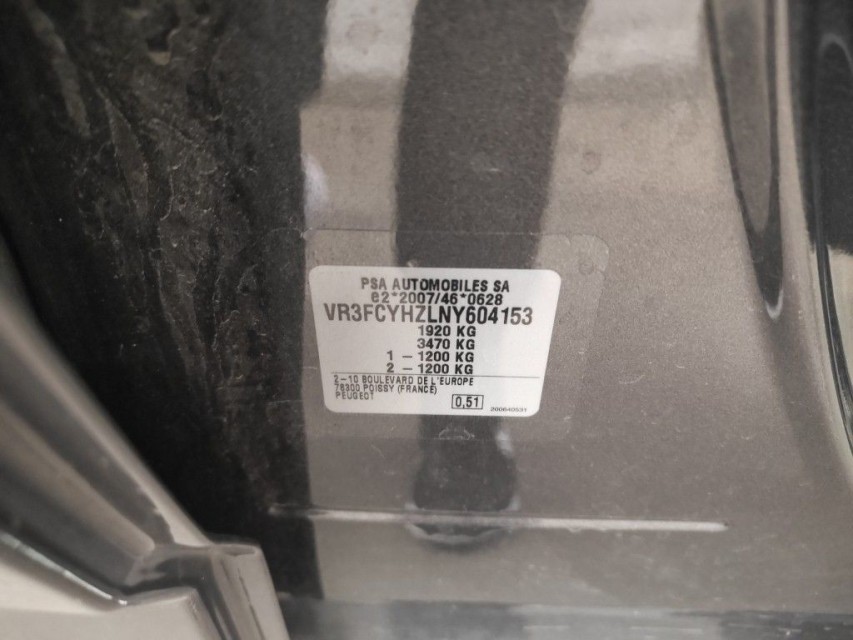 PSA AUTOMOBILES SA
e2*2007/46*0628
VR3FCYHZLNY604153
1920 KG
3470 KG
1 - 1200 KG
2 - 1200 KG
2-10 BOULEVARD DE L'EUROPE
78300 POISSY (FRANCE)
PEUGEOT
0,51